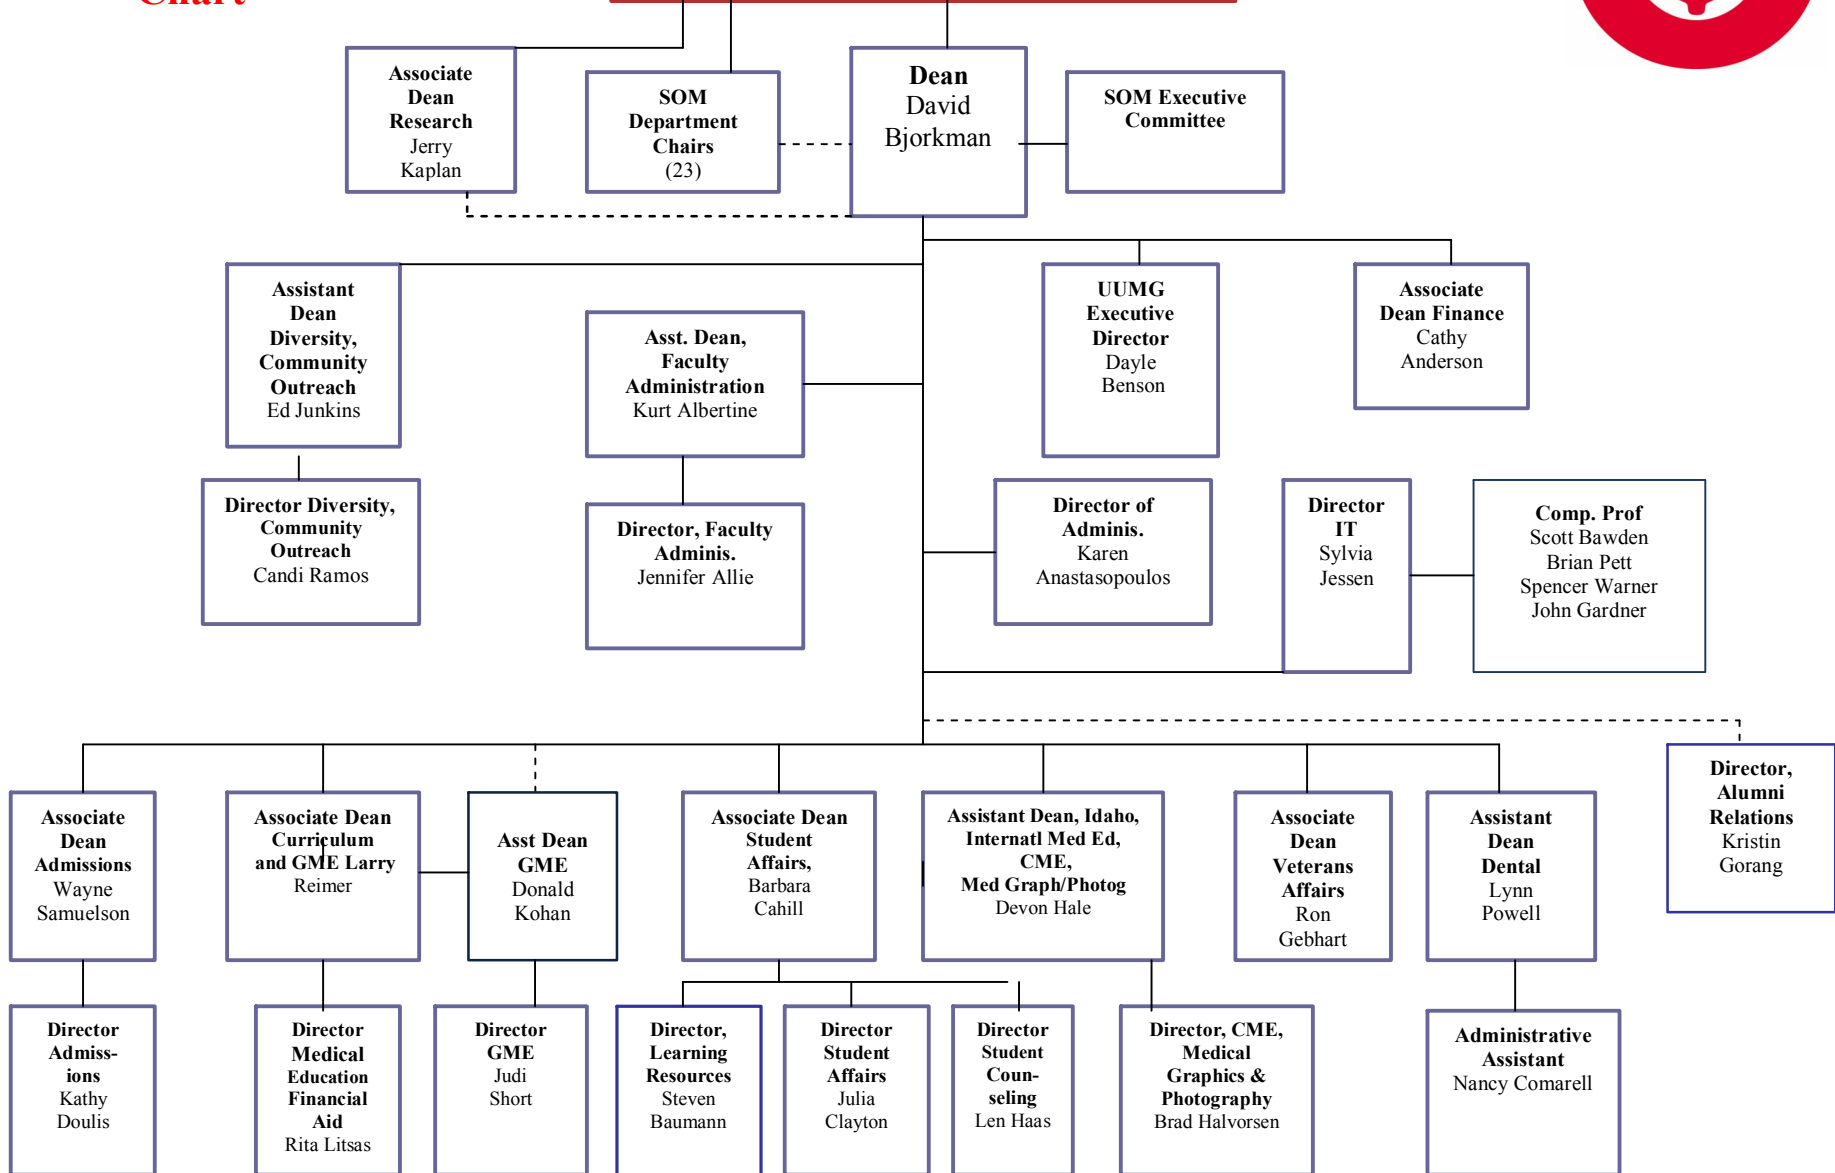 Chart
Associate
Dean
Research
Jerry
Kaplan
SOM
Department
Chairs
(23)
Dean
David
Bjorkman
SOM Executive
Committee
Assistant
Dean
Diversity,
Community
Outreach
Ed Junkins
Asst. Dean,
Faculty
Administration
Kurt Albertine
UUMG
Executive
Director
Dayle
Benson
Associate
Dean Finance
Cathy
Anderson
Director Diversity,
Community
Outreach
Candi Ramos
Director, Faculty
Adminis.
Jennifer Allie
Director of
Adminis.
Karen
Anastasopoulos
Director
IT
Sylvia
Jessen
Comp. Prof
Scott Bawden
Brian Pett
Spencer Warner
John Gardner
Director,
Alumni
Relations
Kristin
Gorang
Associate
Dean
Admissions
Wayne
Samuelson
Associate Dean
Curriculum
and GME Larry
Reimer
Asst Dean
GME
Donald
Kohan
Associate Dean
Student
Affairs,
Barbara
Cahill
Assistant Dean, Idaho,
Internatl Med Ed,
CME,
Med Graph/Photog
Devon Hale
Associate
Dean
Veterans
Affairs
Ron
Gebhart
Assistant
Dean
Dental
Lynn
Powell
Director
Admiss-
ions
Kathy
Doulis
Director
Medical
Education
Financial
Aid
Rita Litsas
Director
GME
Judi
Short
Director,
Learning
Resources
Steven
Baumann
Director
Student
Affairs
Julia
Clayton
Director
Student
Coun-
seling
Len Haas
Director, CME,
Medical
Graphics &
Photography
Brad Halvorsen
Administrative
Assistant
Nancy Comarell